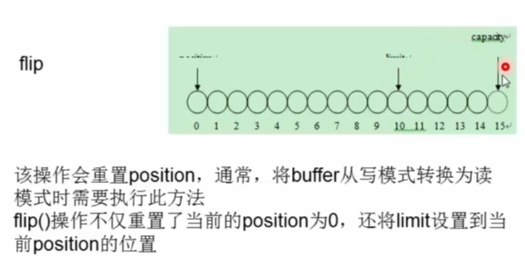 capacity
flip
0 1 2 3 4 5 6 7 8 9 10 11 12 13 14 15
该操作会重置position，通常，将buffer从写模式转换为读
模式时需要执行此方法
flip()操作不仅重置了当前的position为0，还将limit设置到当
前position的位置